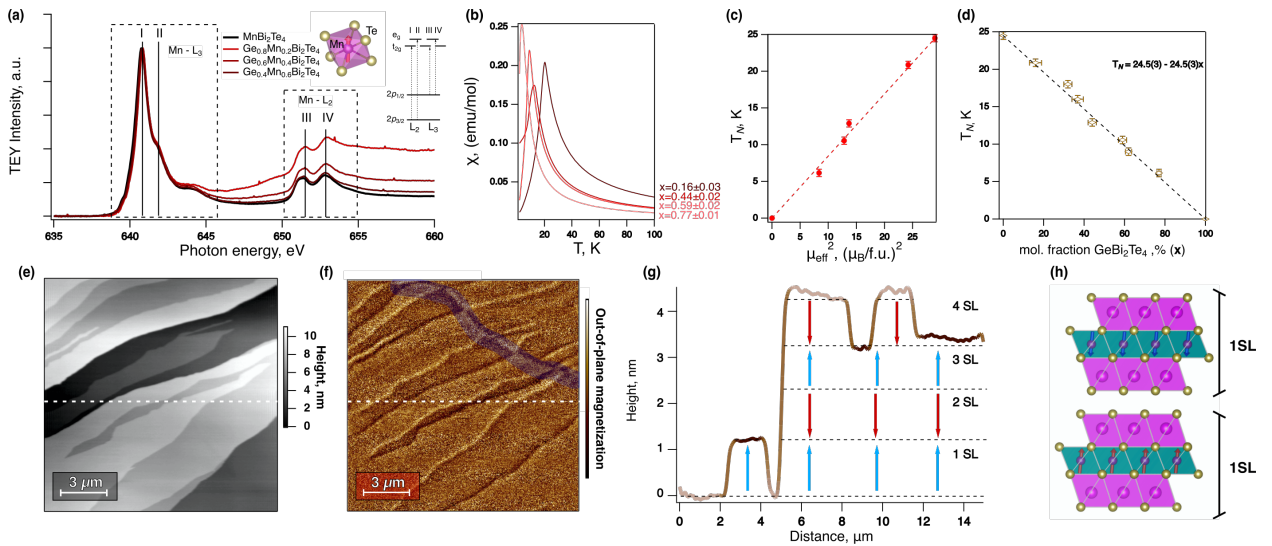 (a)
TEY Intensity, a.u.
I II
Mn - L3
MnBi2Te4
Ge0.8Mn0.2Bi2Te4
Ge0.6Mn0.4Bi2Te4
Ge0.4Mn0.6Bi2Te4
Mn
Te
I II III IV
eg
t2g
2p1/2
2p3/2
L2 L3
Mn - L2
III IV
635 640 645 650 655 660
Photon energy, eV
(b)
χ, (emu/mol)
0.25
0.20
0.15
0.10
0.05
x=0.16±0.03
x=0.44±0.02
x=0.59±0.02
x=0.77±0.01
20 40 60 80 100
T, K
(c)
TN, K
25
20
15
10
5
0
0 5 10 15 20 25
μeff², (μB/f.u.)²
(d)
TN, K
25
20
15
10
5
0
TN = 24.5(3) - 24.5(3)x
0 20 40 60 80 100
mol. fraction GeBi2Te4 ,% (x)
(e)
3 μm
10
8
6
4
2
0
Height, nm
(f)
3 μm
Out-of-plane magnetization
(g)
Height, nm
4
3
2
1
0
4 SL
3 SL
2 SL
1 SL
0 2 4 6 8 10 12 14
Distance, μm
(h)
1SL
1SL